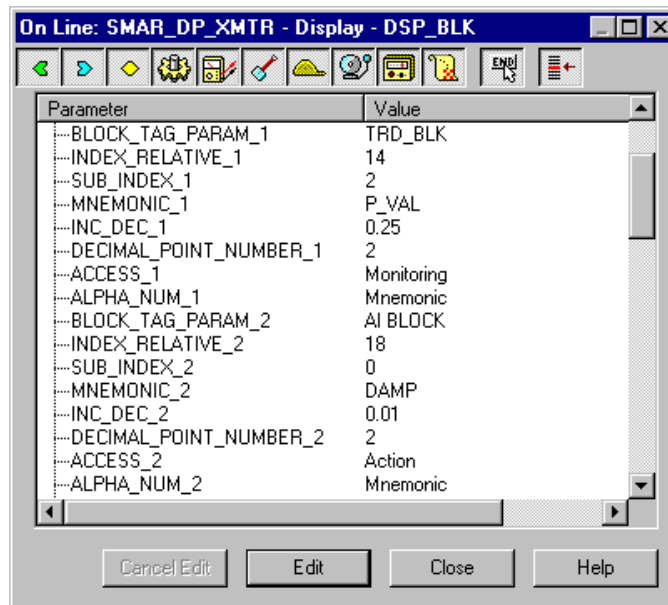 On Line: SMAR_DP_XMTR - Display - DSP_BLK
END
Parameter Value
BLOCK_TAG_PARAM_1 TRD_BLK
INDEX_RELATIVE_1 14
SUB_INDEX_1 2
MNEMONIC_1 P_VAL
INC_DEC_1 0.25
DECIMAL_POINT_NUMBER_1 2
ACCESS_1 Monitoring
ALPHA_NUM_1 Mnemonic
BLOCK_TAG_PARAM_2 AI BLOCK
INDEX_RELATIVE_2 18
SUB_INDEX_2 0
MNEMONIC_2 DAMP
INC_DEC_2 0.01
DECIMAL_POINT_NUMBER_2 2
ACCESS_2 Action
ALPHA_NUM_2 Mnemonic
Cancel Edit Edit Close Help